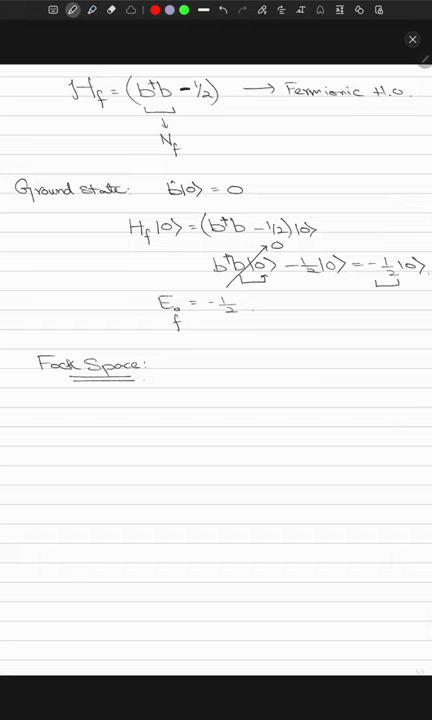 H_f = (b†b - 1/2) → Fermionic H.O.
↓
N_f
Ground state: b̂|0⟩ = 0
H_f|0⟩ = (b†b - 1/2)|0⟩
0
b†b|0⟩ - 1/2|0⟩ = -1/2|0⟩.
E_0 = -1/2.
f
Fock Space: